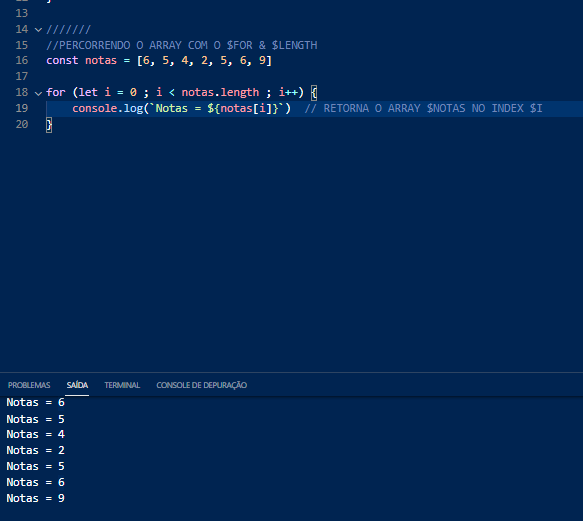 13
14 ///////
15 //PERCORRENDO O ARRAY COM O $FOR & $LENGTH
16 const notas = [6, 5, 4, 2, 5, 6, 9]
17
18 for (let i = 0 ; i < notas.length ; i++) {
19 console.log(`Notas = ${notas[i]}`) // RETORNA O ARRAY $NOTAS NO INDEX $I
20 }
PROBLEMAS SAÍDA TERMINAL CONSOLE DE DEPURAÇÃO
Notas = 6
Notas = 5
Notas = 4
Notas = 2
Notas = 5
Notas = 6
Notas = 9